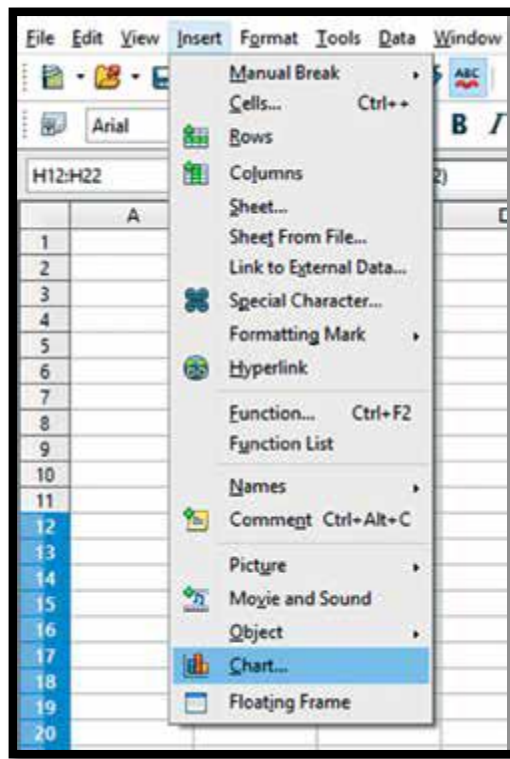 File Edit View Insert Format Tools Data Window
Manual Break
ABC
Cells... Ctrl++
Arial
B I
Rows
H12:H22
Columns
2)
Sheet...
A
Sheet From File...
1
Link to External Data...
2
3
Special Character...
4
Formatting Mark
5
6
Hyperlink
7
Function... Ctrl+F2
8
Function List
9
10
Names
11
12
Comment Ctrl+Alt+C
13
Picture
14
15
Movie and Sound
16
Object
17
Chart...
18
19
Floating Frame
20